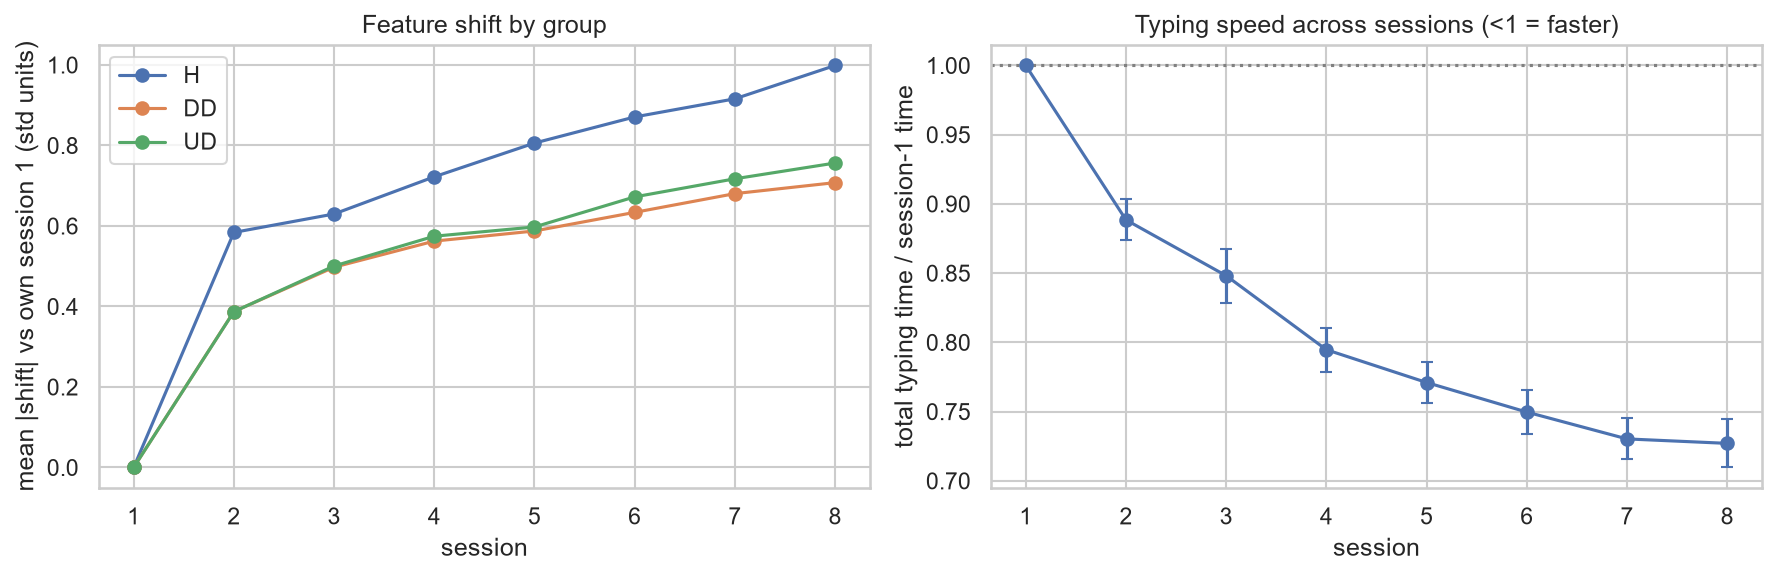 Feature shift by group
mean |shift| vs own session 1 (std units)
1.0
0.8
0.6
0.4
0.2
0.0
H
DD
UD
1 2 3 4 5 6 7 8
session
Typing speed across sessions (<1 = faster)
total typing time / session-1 time
1.00
0.95
0.90
0.85
0.80
0.75
0.70
1 2 3 4 5 6 7 8
session